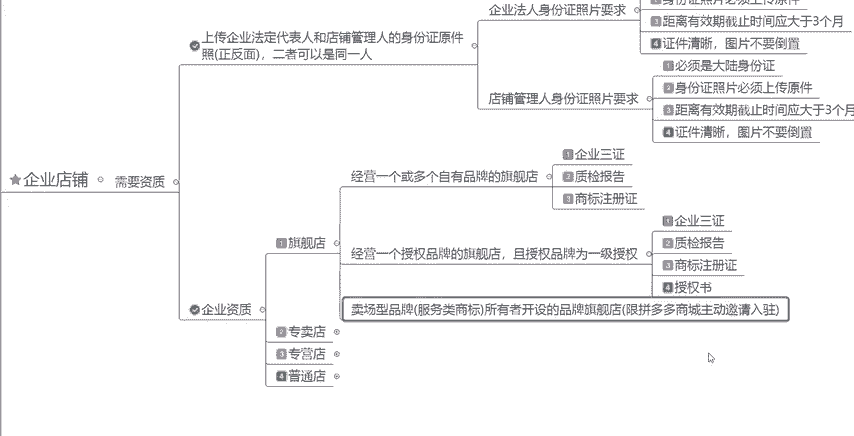 企业店铺
需要资质
上传企业法定代表人和店铺管理人的身份证原件
照(正反面)，二者可以是同一人
企业法人身份证照片要求
2 身份证照片必须上传原件
3 距离有效期截止时间应大于3个月
4 证件清晰，图片不要倒置
店铺管理人身份证照片要求
1 必须是大陆身份证
2 身份证照片必须上传原件
3 距离有效期截止时间应大于3个月
4 证件清晰，图片不要倒置
企业资质
1 旗舰店
经营一个或多个自有品牌的旗舰店
1 企业三证
2 质检报告
3 商标注册证
经营一个授权品牌的旗舰店，且授权品牌为一级授权
1 企业三证
2 质检报告
3 商标注册证
4 授权书
卖场型品牌(服务类商标)所有者开设的品牌旗舰店(限拼多多商城主动邀请入驻)
2 专卖店
3 专营店
4 普通店